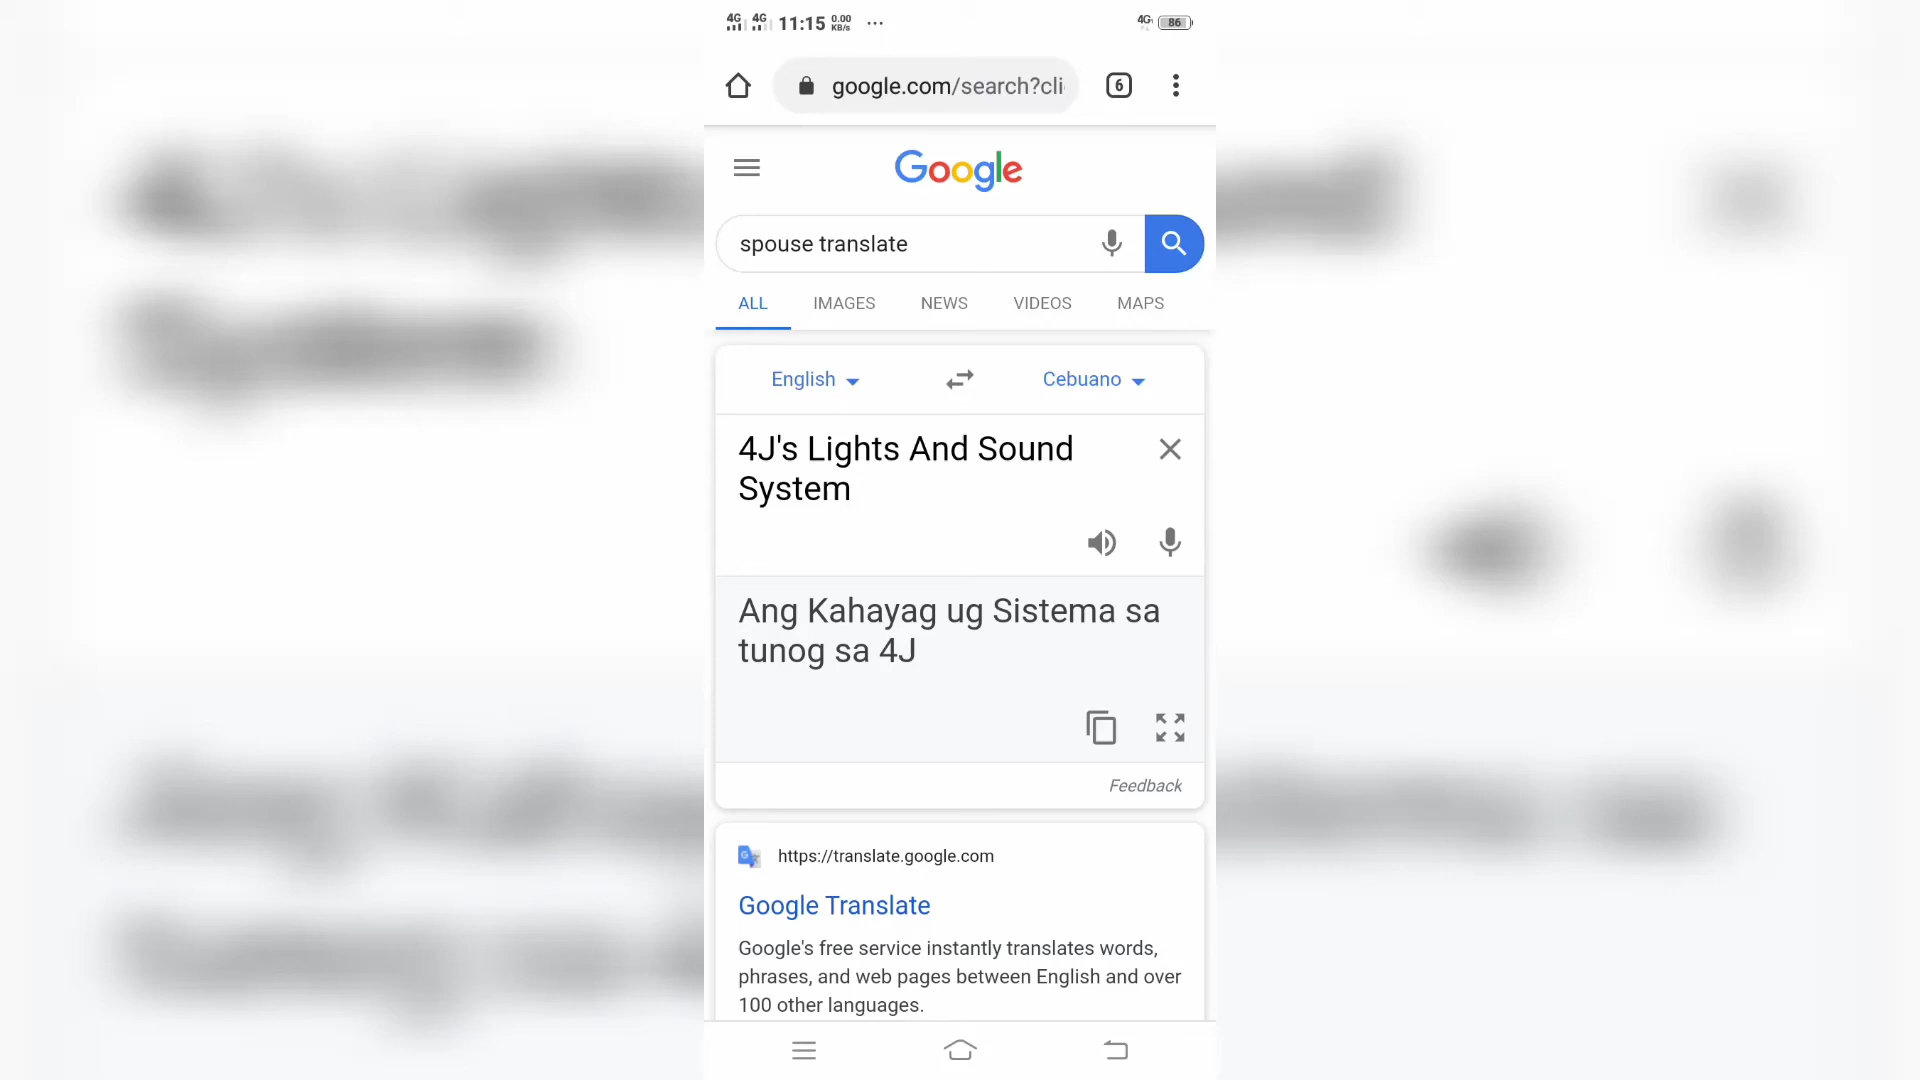 4G 4G 11:15 0.00 KB/s ... 4G 86
google.com/search?cli 6
Google
spouse translate
ALL IMAGES NEWS VIDEOS MAPS
English Cebuano
4J's Lights And Sound
System
Ang Kahayag ug Sistema sa
tunog sa 4J
Feedback
https://translate.google.com
Google Translate
Google's free service instantly translates words,
phrases, and web pages between English and over
100 other languages.